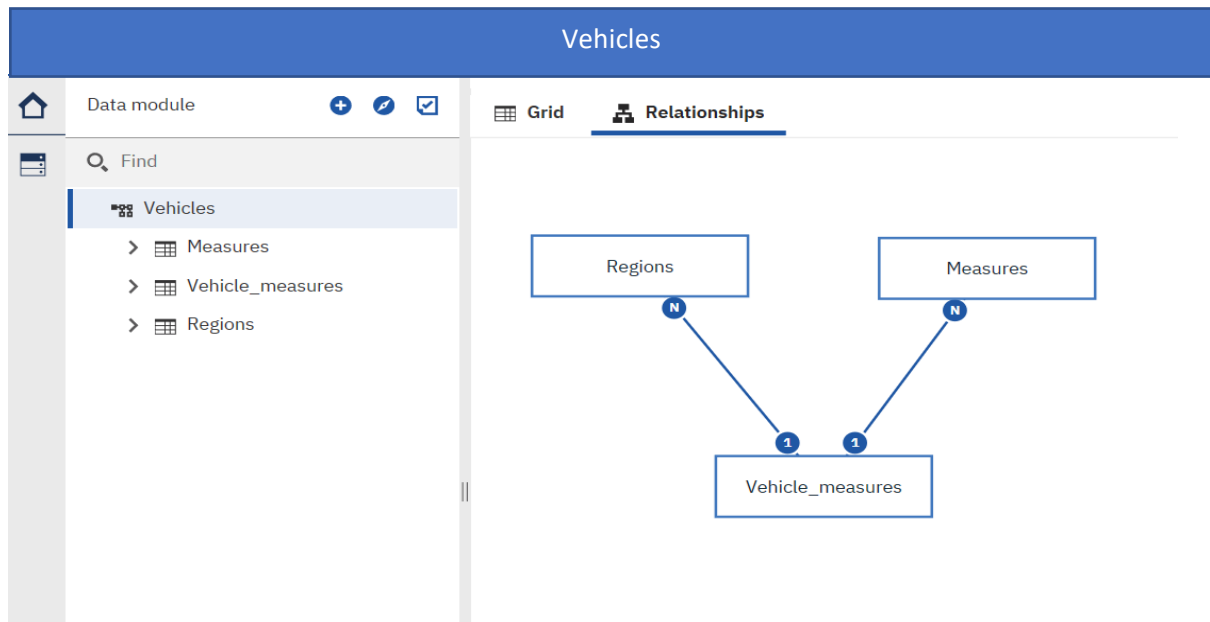 Vehicles
Data module
Grid
Relationships
Find
Vehicles
Measures
Vehicle_measures
Regions
Regions
Measures
N
N
1
1
Vehicle_measures